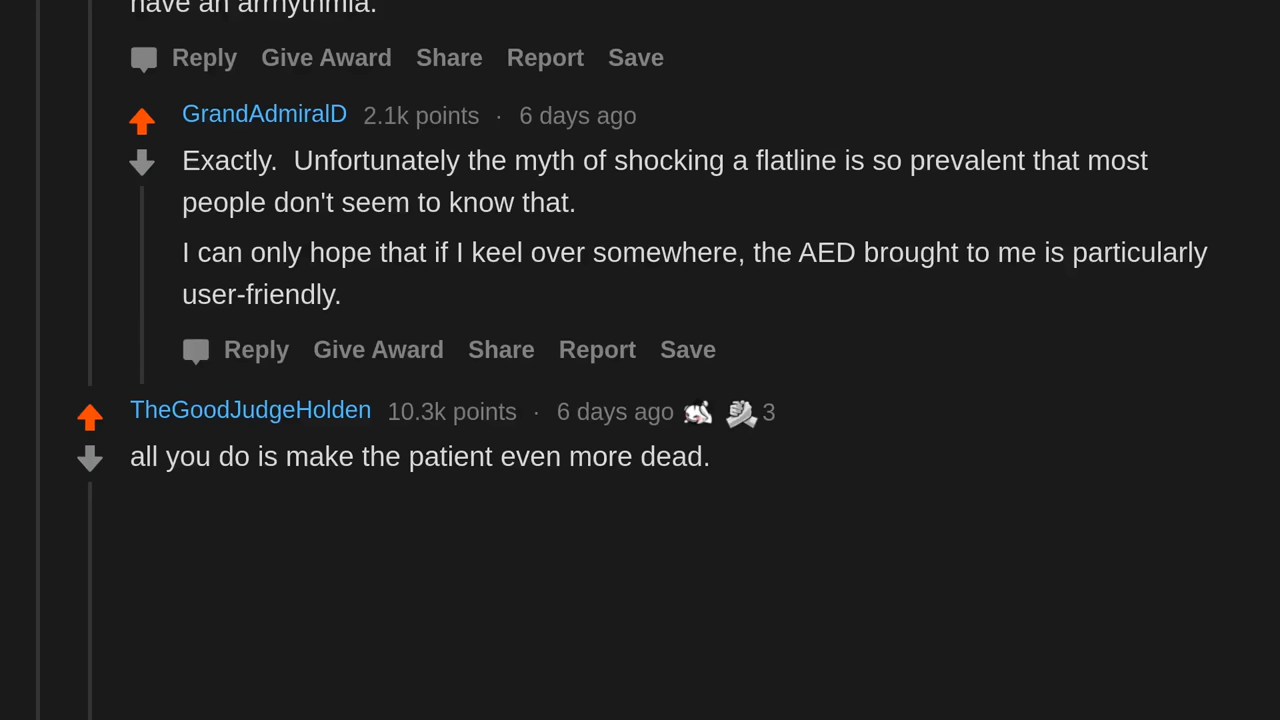 have an arrhythmia.
Reply Give Award Share Report Save
GrandAdmiralD 2.1k points · 6 days ago
Exactly.  Unfortunately the myth of shocking a flatline is so prevalent that most
people don't seem to know that.
I can only hope that if I keel over somewhere, the AED brought to me is particularly
user-friendly.
Reply Give Award Share Report Save
TheGoodJudgeHolden 10.3k points · 6 days ago 3
all you do is make the patient even more dead.